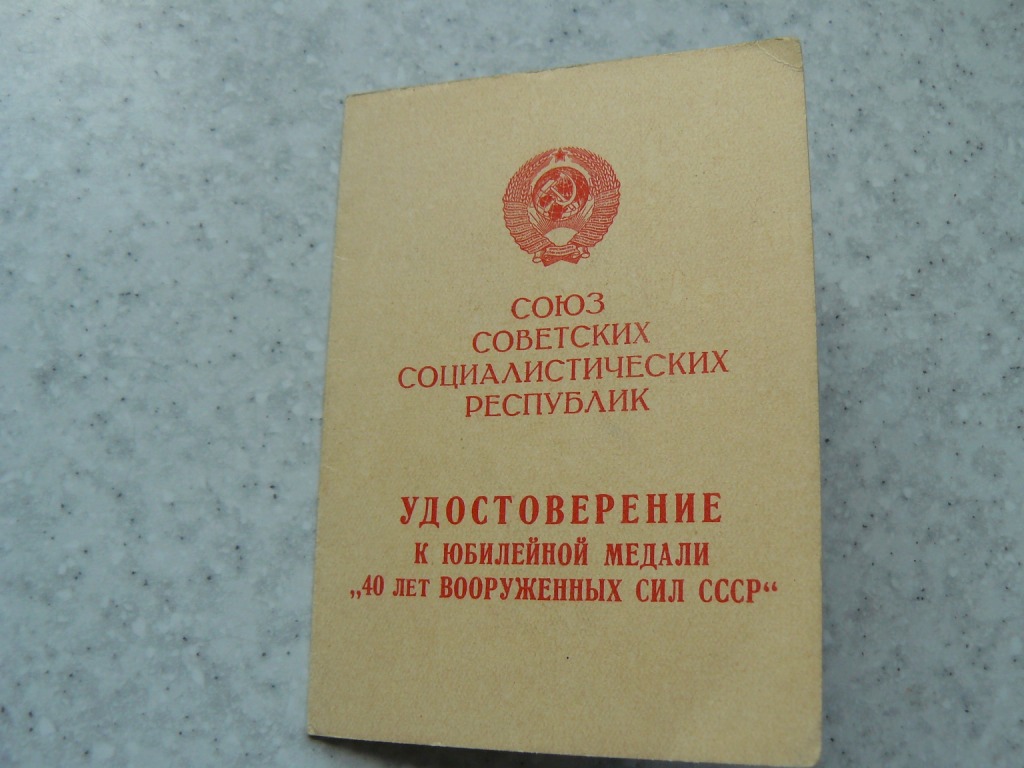 СОЮЗ
СОВЕТСКИХ
СОЦИАЛИСТИЧЕСКИХ
РЕСПУБЛИК
УДОСТОВЕРЕНИЕ
К ЮБИЛЕЙНОЙ МЕДАЛИ
„40 ЛЕТ ВООРУЖЕННЫХ СИЛ СССР“